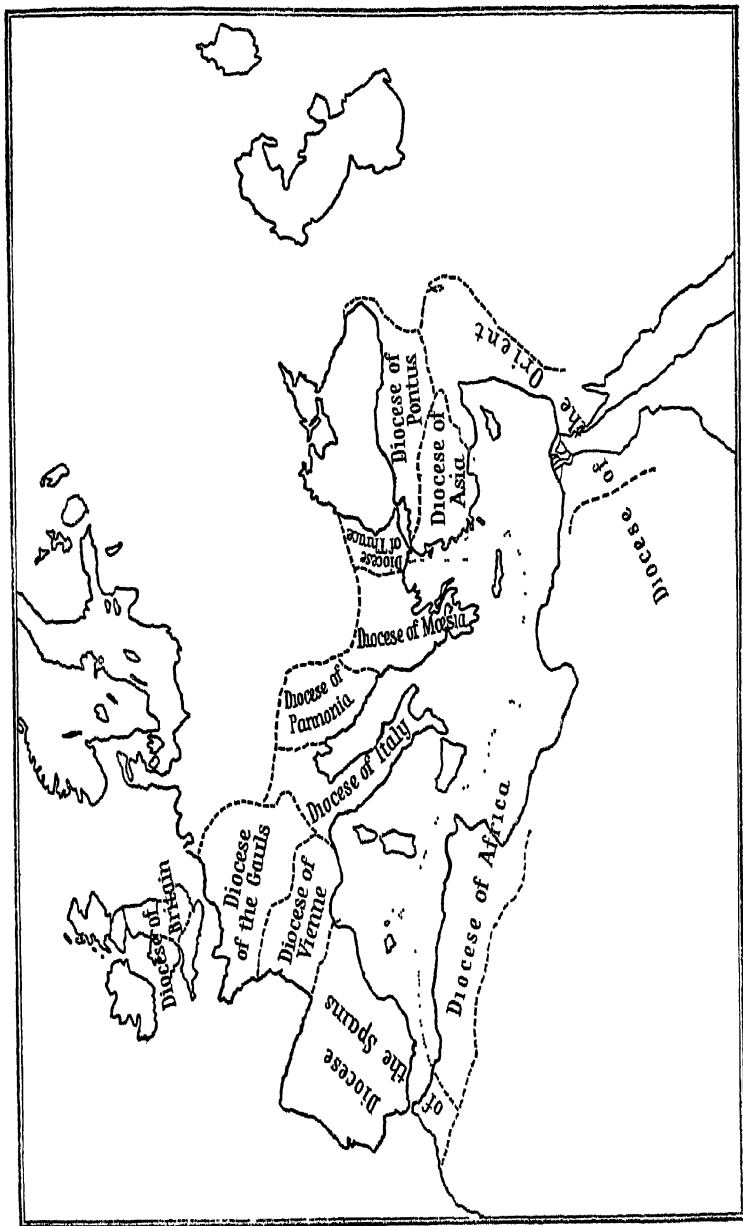 Diocese of
Britain
Diocese
of the Gauls
Diocese of
Vienne
Diocese
of
the Spains
Diocese of Italy
Diocese of
Pannonia
Diocese of Mœsia
Diocese
of Thrace
Diocese of
Pontus
Diocese of
Asia
Diocese of the Orient
Diocese of Africa